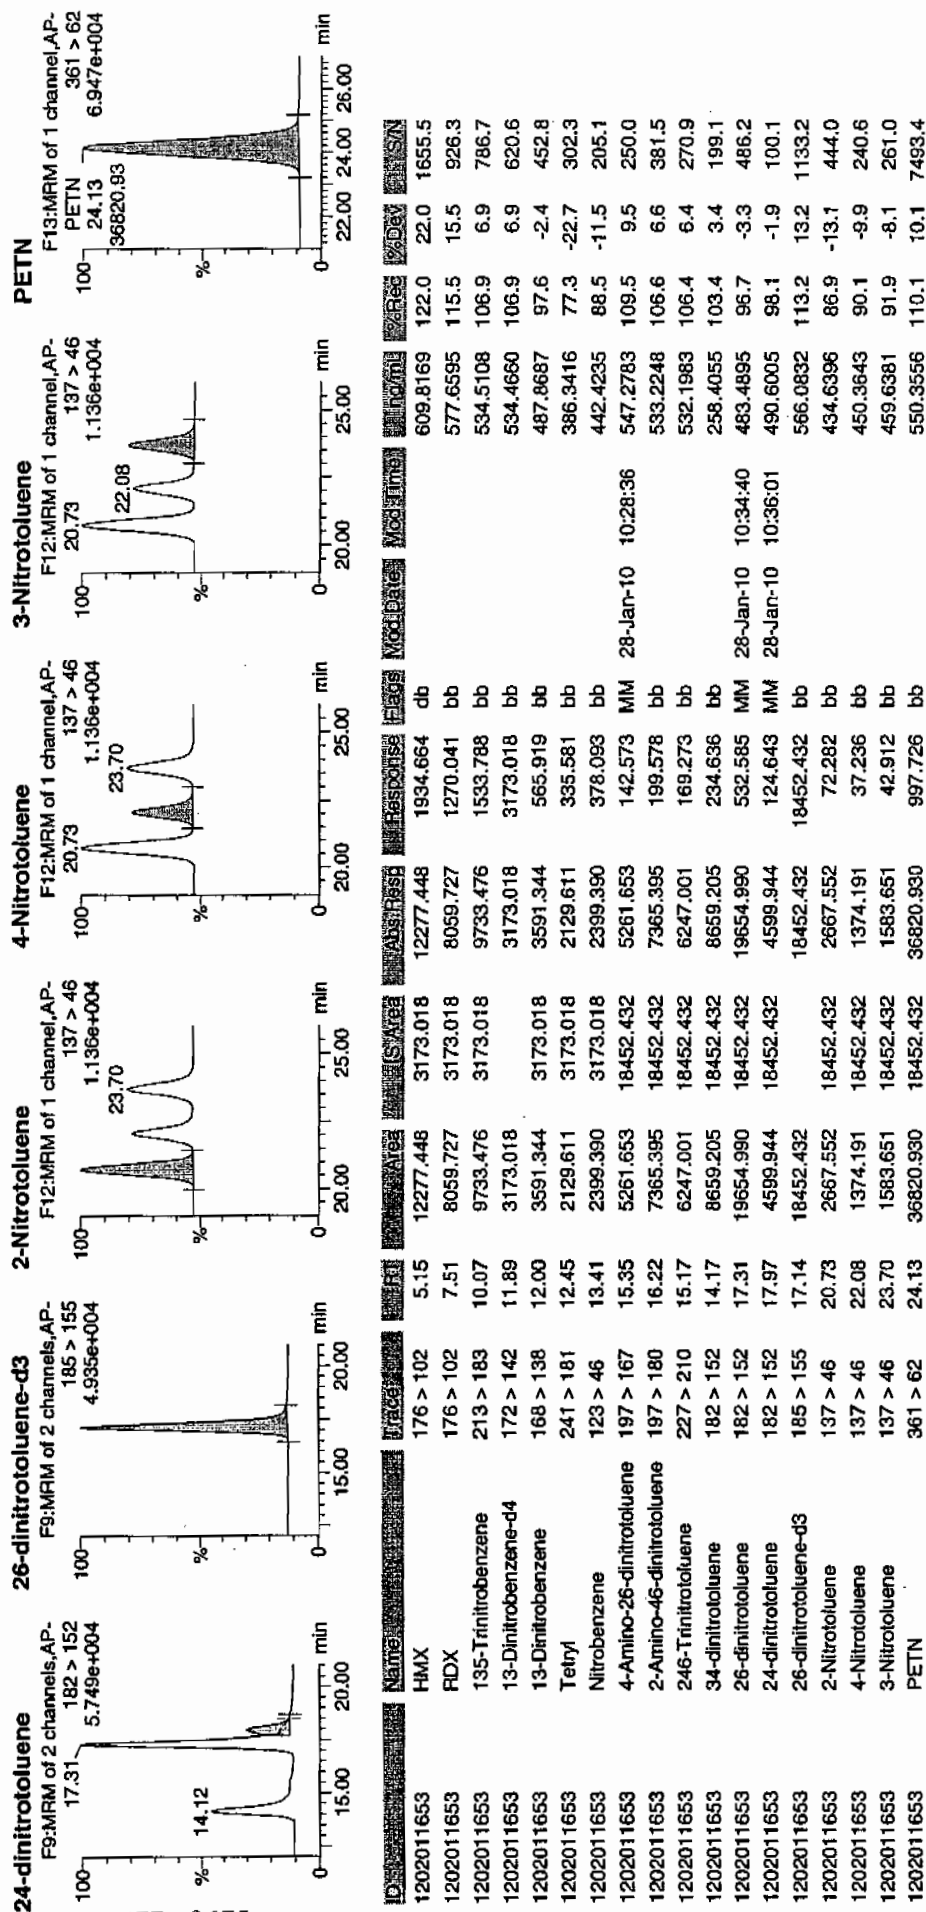 24-dinitrotoluene
F9:MRM of 2 channels,AP-
182 > 152
5.749e+004
17.31
14.12
100
%
0
15.00 20.00 min
26-dinitrotoluene-d3
F9:MRM of 2 channels,AP-
185 > 155
4.935e+004
100
%
0
15.00 20.00 min
2-Nitrotoluene
F12:MRM of 1 channel,AP-
137 > 46
1.136e+004
23.70
100
%
0
20.00 25.00 min
4-Nitrotoluene
F12:MRM of 1 channel,AP-
137 > 46
1.136e+004
20.73
23.70
100
%
0
20.00 25.00 min
3-Nitrotoluene
F12:MRM of 1 channel,AP-
137 > 46
1.136e+004
20.73
22.08
100
%
0
20.00 25.00 min
PETN
F13:MRM of 1 channel,AP-
361 > 62
6.947e+004
PETN
24.13
36820.93
100
%
0
22.00 24.00 26.00 min
ID Name Trace RT Area IS Area Abs Resp Response Flags Mod Date Mod Time ng/ml %Rec %Dev S/N
1202011653 HMX 176 > 102 5.15 12277.448 3173.018 12277.448 1934.664 db 609.8169 122.0 22.0 1655.5
1202011653 RDX 176 > 102 7.51 8059.727 3173.018 8059.727 1270.041 bb 577.6595 115.5 15.5 926.3
1202011653 135-Trinitrobenzene 213 > 183 10.07 9733.476 3173.018 9733.476 1533.788 bb 534.5108 106.9 6.9 786.7
1202011653 13-Dinitrobenzene-d4 172 > 142 11.89 3173.018 3173.018 3173.018 bb 534.4660 106.9 6.9 620.6
1202011653 13-Dinitrobenzene 168 > 138 12.00 3591.344 3173.018 3591.344 565.919 bb 487.8687 97.6 -2.4 452.8
1202011653 Tetryl 241 > 181 12.45 2129.611 3173.018 2129.611 335.581 bb 386.3416 77.3 -22.7 302.3
1202011653 Nitrobenzene 123 > 46 13.41 2399.390 3173.018 2399.390 378.093 bb 442.4235 88.5 -11.5 205.1
1202011653 4-Amino-26-dinitrotoluene 197 > 167 15.35 5261.653 18452.432 5261.653 142.573 MM 28-Jan-10 10:28:36 547.2783 109.5 9.5 250.0
1202011653 2-Amino-46-dinitrotoluene 197 > 180 16.22 7365.395 18452.432 7365.395 199.578 bb 533.2248 106.6 6.6 381.5
1202011653 246-Trinitrotoluene 227 > 210 15.17 6247.001 18452.432 6247.001 169.273 bb 532.1983 106.4 6.4 270.9
1202011653 34-dinitrotoluene 182 > 152 14.17 8659.205 18452.432 8659.205 234.636 bb 258.4055 103.4 3.4 199.1
1202011653 26-dinitrotoluene 182 > 152 17.31 19654.990 18452.432 19654.990 532.585 MM 28-Jan-10 10:34:40 483.4895 96.7 -3.3 486.2
1202011653 24-dinitrotoluene 182 > 152 17.97 4599.944 18452.432 4599.944 124.643 MM 28-Jan-10 10:36:01 490.6005 98.1 -1.9 100.1
1202011653 26-dinitrotoluene-d3 185 > 155 17.14 18452.432 18452.432 18452.432 bb 566.0832 113.2 13.2 1133.2
1202011653 2-Nitrotoluene 137 > 46 20.73 2667.552 18452.432 2667.552 72.282 bb 434.6396 86.9 -13.1 444.0
1202011653 4-Nitrotoluene 137 > 46 22.08 1374.191 18452.432 1374.191 37.236 bb 450.3643 90.1 -9.9 240.6
1202011653 3-Nitrotoluene 137 > 46 23.70 1583.651 18452.432 1583.651 42.912 bb 459.6381 91.9 -8.1 261.0
1202011653 PETN 361 > 62 24.13 36820.930 18452.432 36820.930 997.726 bb 550.3556 110.1 10.1 7493.4